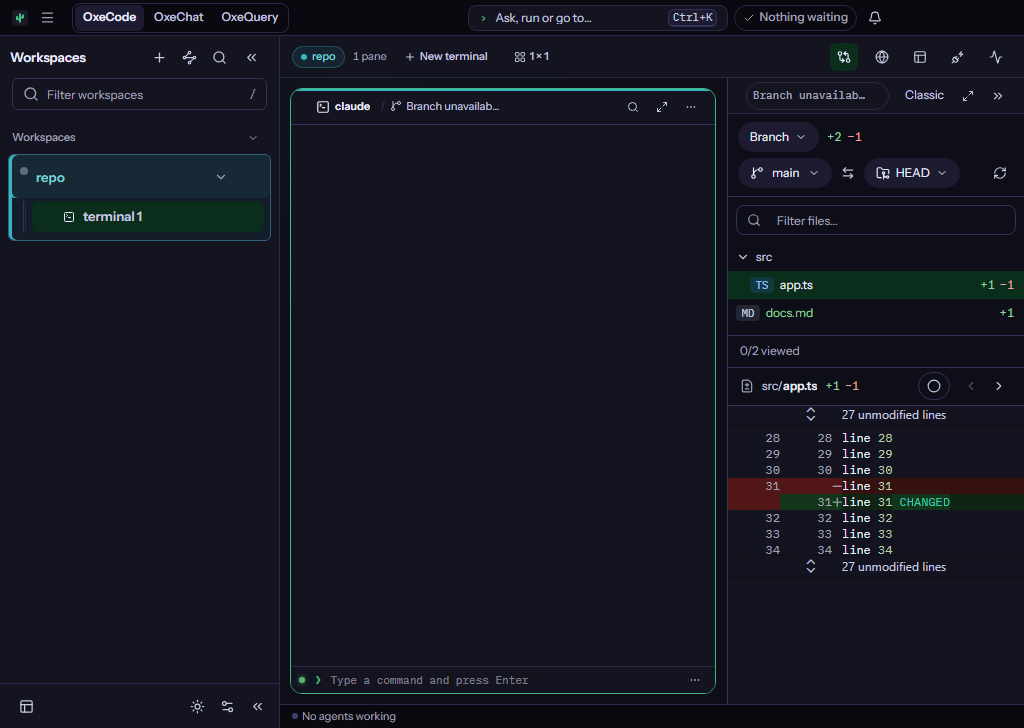 OxeCode OxeChat OxeQuery
Ask, run or go to... Ctrl+K
Nothing waiting
Workspaces
Filter workspaces /
Workspaces
repo
terminal 1
repo 1 pane New terminal 1×1
claude / Branch unavailab...
Type a command and press Enter
No agents working
Branch unavailab... Classic
Branch +2 −1
main HEAD
Filter files...
src
TS app.ts +1 −1
MD docs.md +1
0/2 viewed
src/app.ts +1 −1
27 unmodified lines
28 28 line 28
29 29 line 29
30 30 line 30
31 −line 31
31+line 31 CHANGED
32 32 line 32
33 33 line 33
34 34 line 34
27 unmodified lines